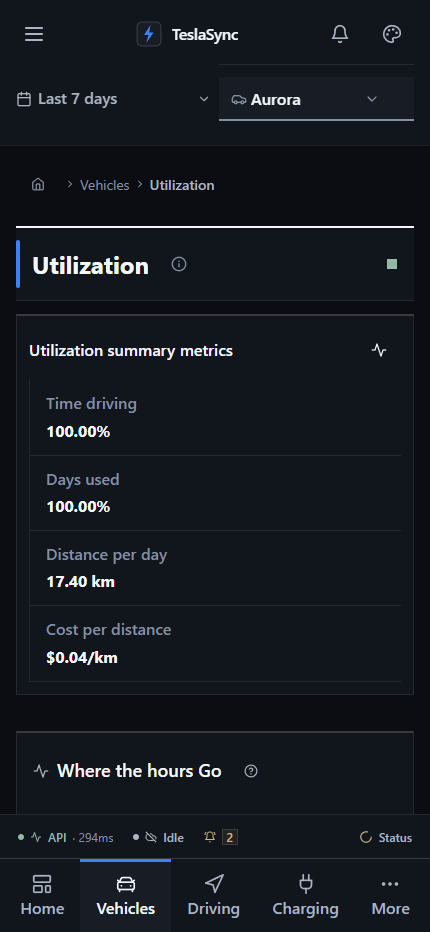 TeslaSync
Last 7 days
Aurora
Vehicles
Utilization
Utilization
Utilization summary metrics
Time driving
100.00%
Days used
100.00%
Distance per day
17.40 km
Cost per distance
$0.04/km
Where the hours Go
API · 294ms
Idle
2
Status
Home
Vehicles
Driving
Charging
More